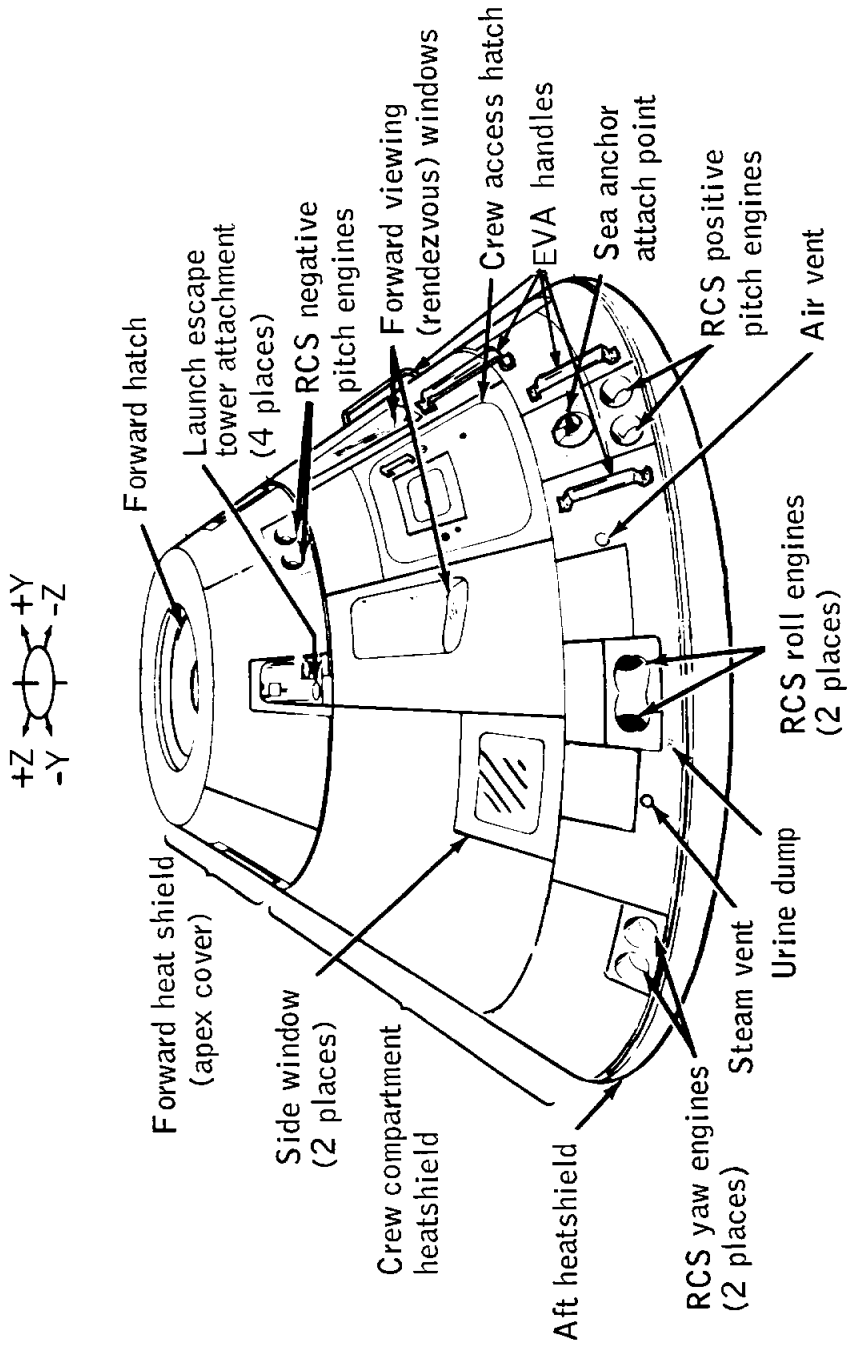 +Z
-Y
+Y
-Z
Forward hatch
Launch escape
tower attachment
(4 places)
RCS negative
pitch engines
Forward viewing
(rendezvous) windows
Crew access hatch
EVA handles
Sea anchor
attach point
RCS positive
pitch engines
Air vent
RCS roll engines
(2 places)
Urine dump
Steam vent
RCS yaw engines
(2 places)
Aft heatshield
Crew compartment
heatshield
Side window
(2 places)
Forward heat shield
(apex cover)